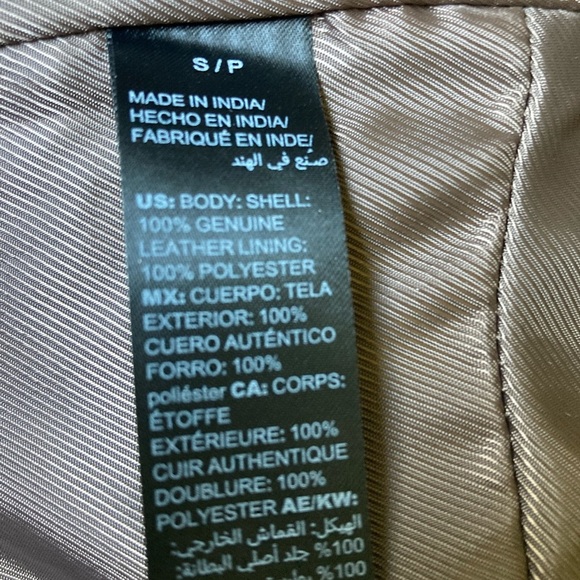 S / P
MADE IN INDIA/
HECHO EN INDIA/
FABRIQUÉ EN INDE/
صنع في الهند
US: BODY: SHELL:
100% GENUINE
LEATHER LINING:
100% POLYESTER
MX: CUERPO: TELA
EXTERIOR: 100%
CUERO AUTÉNTICO
FORRO: 100%
poliéster CA: CORPS:
ÉTOFFE
EXTÉRIEURE: 100%
CUIR AUTHENTIQUE
DOUBLURE: 100%
POLYESTER AE/KW:
الهيكل: القماش الخارجي:
100% جلد أصلي البطانة:
100%